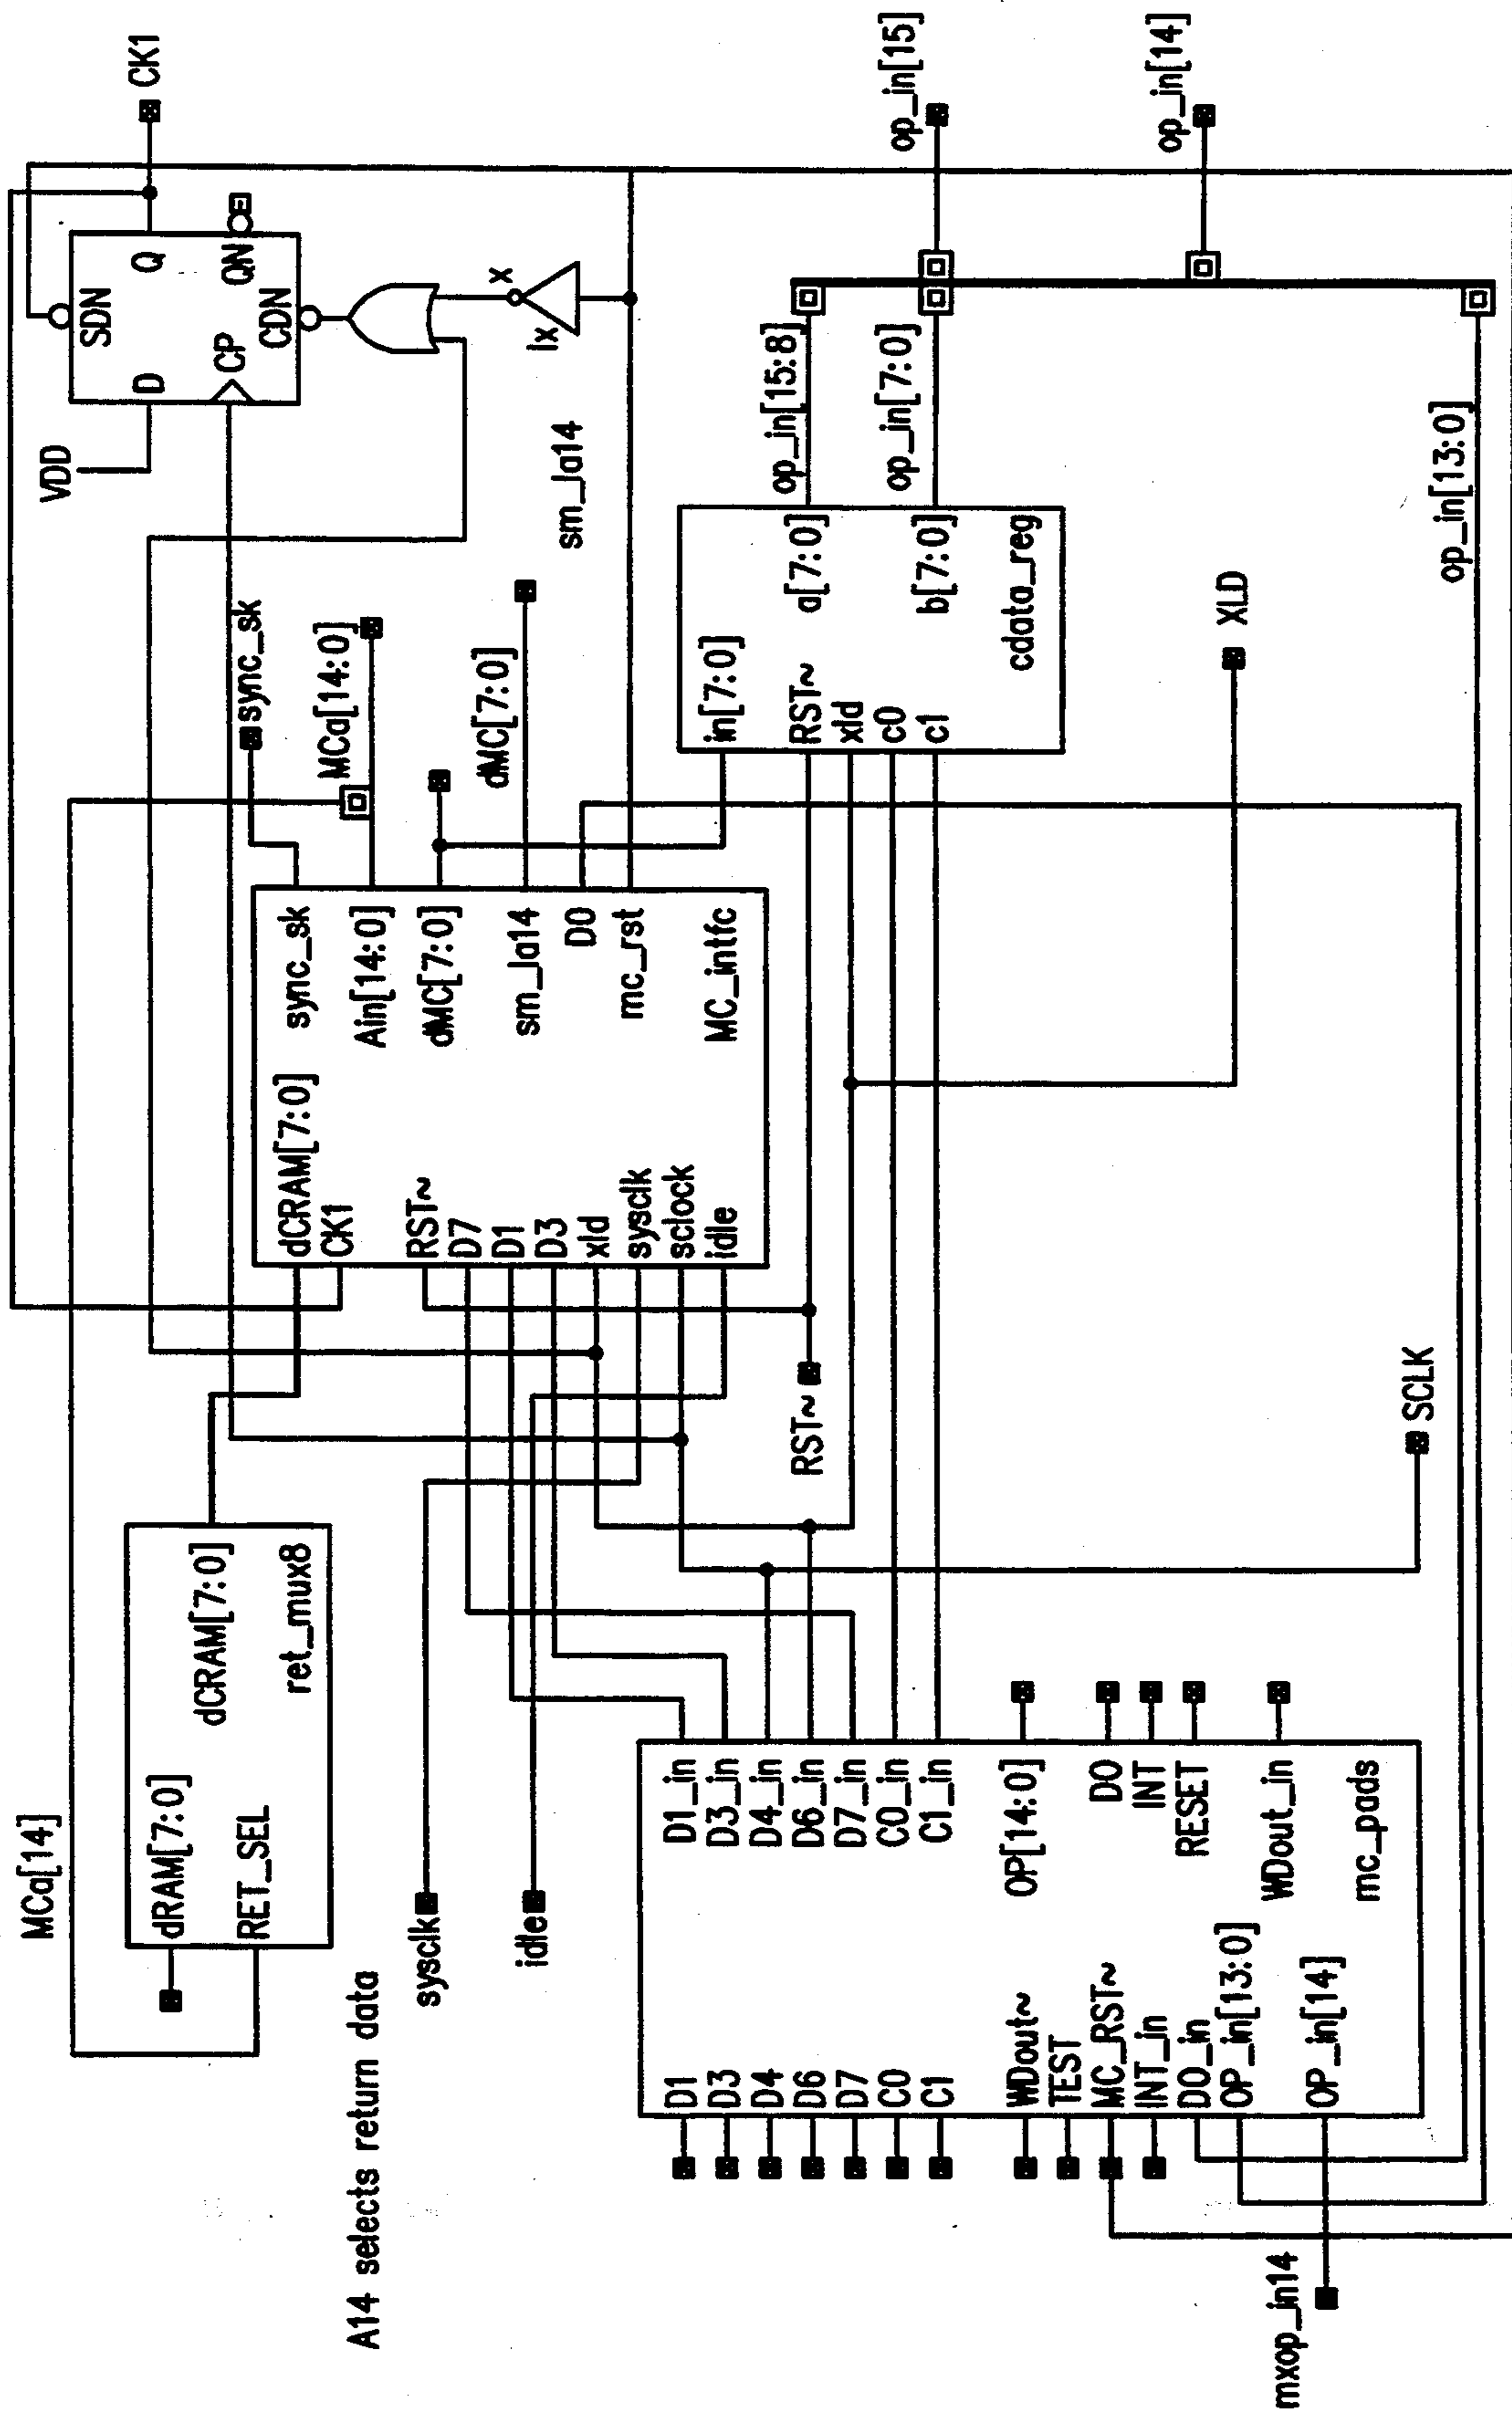 MCa[14]
dRAM[7:0]
RET_SEL
dCRAM[7:0]
ret_mux8
A14 selects return data
sysclk
idle
D1
D3
D4
D6
D7
C0
C1
WDout~
TEST
MC_RST~
INT_in
DO_in
OP_in[13:0]
OP_in[14]
mxop_in14
D1_in
D3_in
D4_in
D6_in
D7_in
C0_in
C1_in
OP[14:0]
DO
INT
RESET
WDout_in
mc_pads
dCRAM[7:0]
CK1
RST~
D7
D1
D3
xld
sysclk
sclock
idle
sync_sk
Ain[14:0]
dMC[7:0]
sm_la14
D0
mc_rst
MC_intfc
RST~
SCLK
sync_sk
MCa[14:0]
dMC[7:0]
sm_la14
in[7:0]
RST~
xld
c0
c1
a[7:0]
b[7:0]
cdata_reg
XLD
VDD
D
CP
SDN
CDN
Q
QN
Ix
x
CK1
op_in[15:8]
op_in[7:0]
op_in[13:0]
op_in[15]
op_in[14]